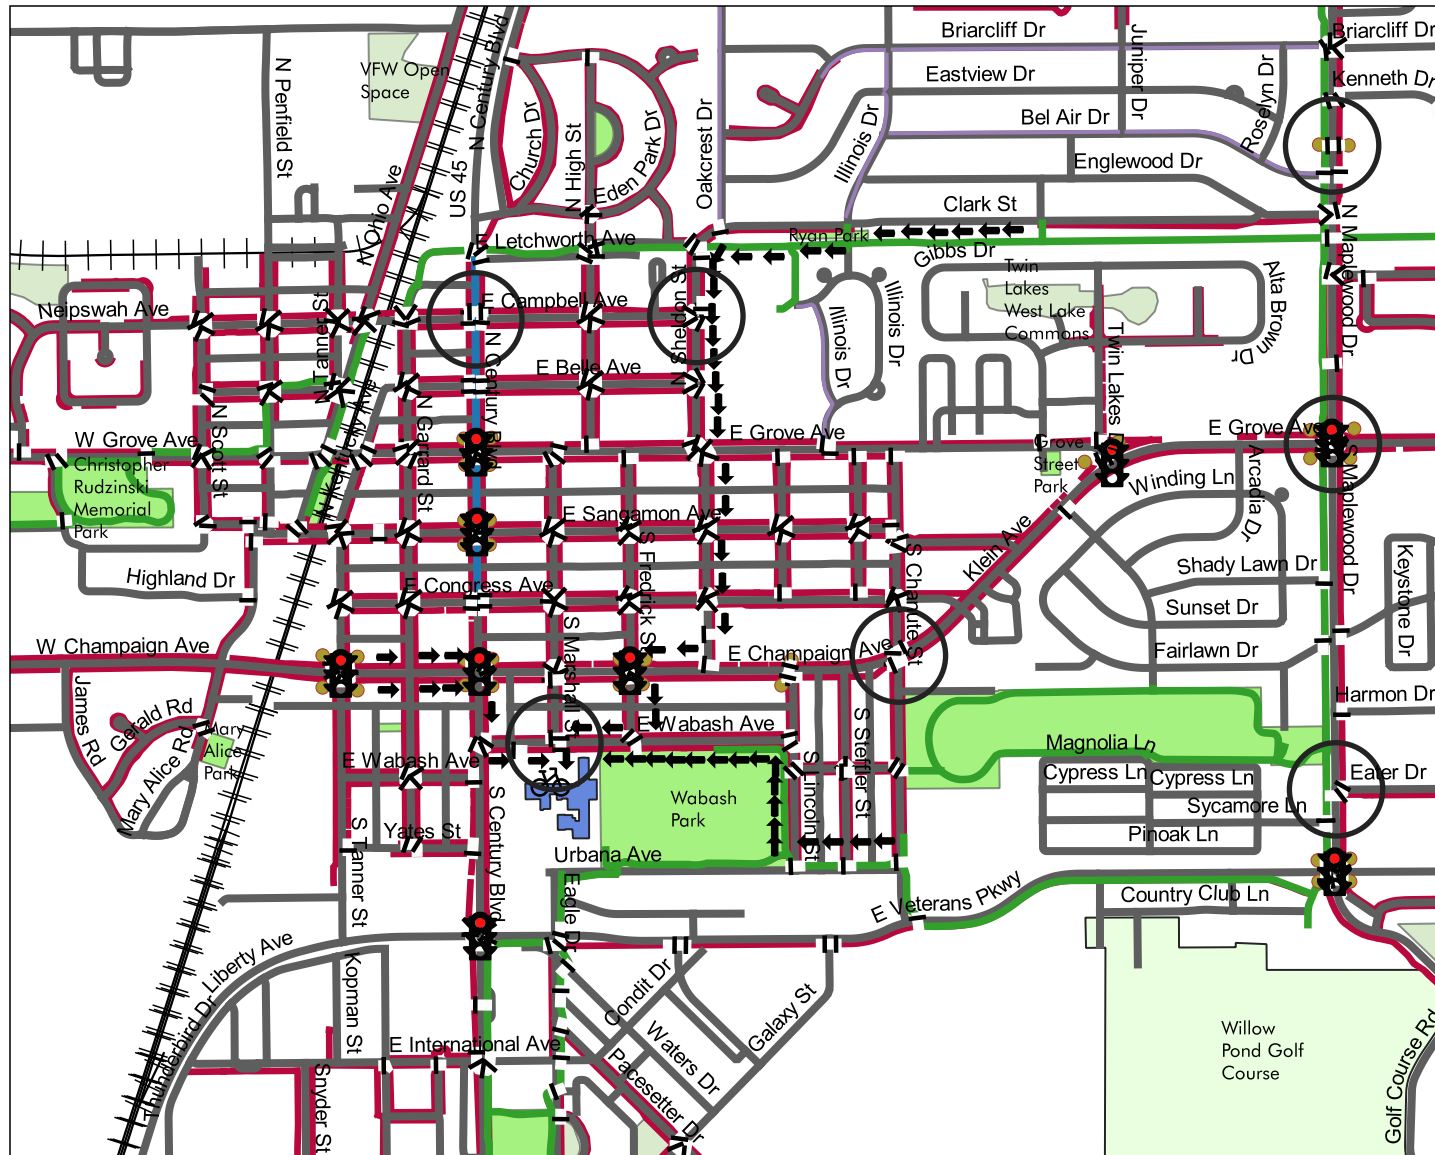 Briarcliff Dr
Briarcliff Dr
N Century Blvd
VFW Open
Space
N Penfield St
Eastview Dr
Juniper Dr
Roselyn Dr
Kenneth Dr
Church Dr
N High St
Eden Park Dr
Oakcrest Dr
Illinois Dr
Bel Air Dr
Englewood Dr
US 45
N Ohio Ave
Clark St
N Maplewood Dr
E Letchworth Ave
Ryan Park
Gibbs Dr
Neipswah Ave
N Tanner St
E Campbell Ave
N Sheldon St
Illinois Dr
Illinois Dr
Twin
Lakes
West Lake
Commons
Alta Brown Dr
Twin Lakes Dr
N Century Blvd
E Belle Ave
N Kentucky Ave
N Garrard St
N Scott St
W Grove Ave
E Grove Ave
E Grove Ave
Christopher
Rudzinski
Memorial
Park
Grove
Street
Park
Winding Ln
Arcadia Dr
S Maplewood Dr
E Sangamon Ave
S Fredrick St
Klein Ave
S Chanute St
Shady Lawn Dr
Keystone Dr
Highland Dr
E Congress Ave
Sunset Dr
S Marshal St
W Champaign Ave
E Champaign Ave
Fairlawn Dr
James Rd
Gerald Rd
Mary
Alice
Park
Mary Alice Rd
Harmon Dr
E Wabash Ave
E Wabash Ave
S Steffler St
S Lincoln St
Magnolia Ln
Cypress Ln
Cypress Ln
Eater Dr
Sycamore Ln
Pinoak Ln
Wabash
Park
S Century Blvd
S Tanner St
Yates St
Urbana Ave
Eagle Dr
E Veterans Pkwy
Country Club Ln
Liberty Ave
Thunderbird Dr
Kopman St
Condit Dr
Galaxy St
Waters Dr
Pacesetter Dr
E International Ave
Snyder St
Willow
Pond Golf
Course
Golf Course Rd